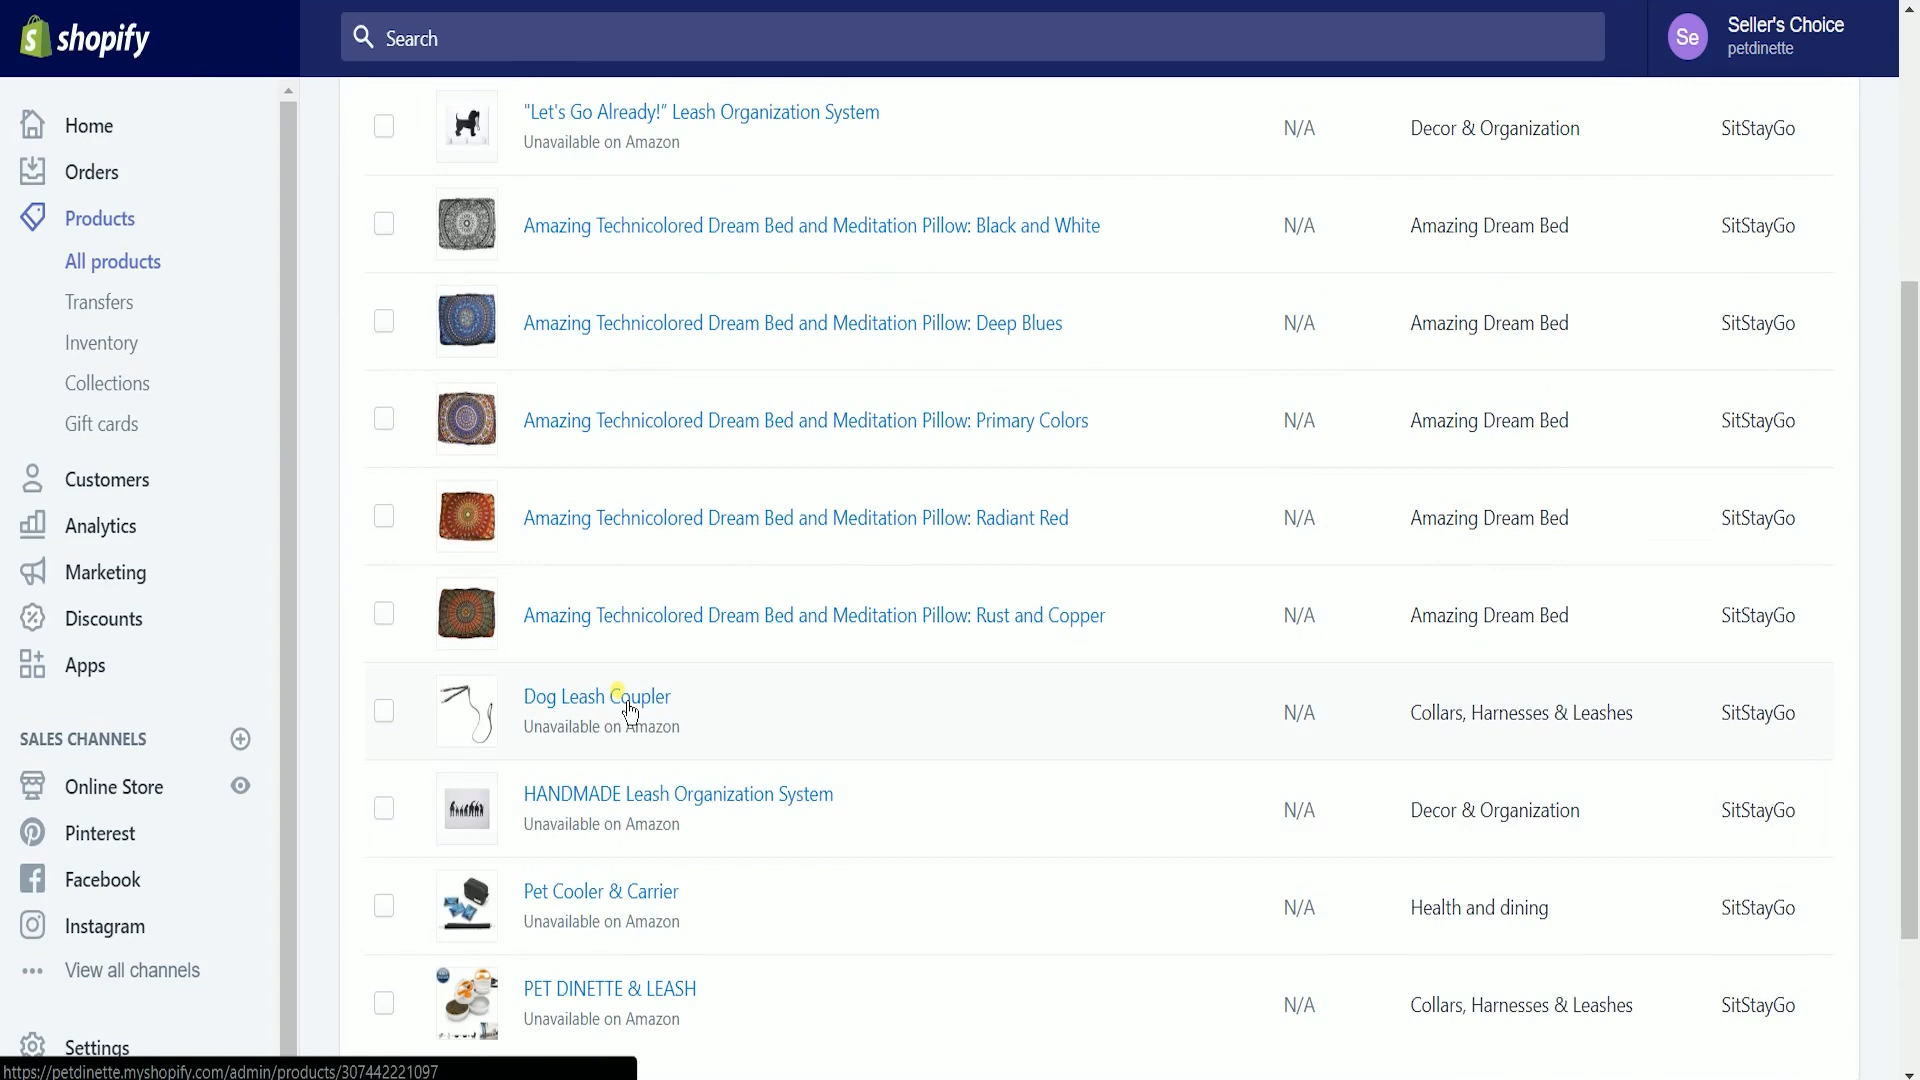 shopify
Search
Se
Seller's Choice
petdinette
Home
Orders
Products
All products
Transfers
Inventory
Collections
Gift cards
Customers
Analytics
Marketing
Discounts
Apps
SALES CHANNELS
Online Store
Pinterest
Facebook
Instagram
View all channels
Settings
"Let's Go Already!” Leash Organization System
Unavailable on Amazon
N/A
Decor & Organization
SitStayGo
Amazing Technicolored Dream Bed and Meditation Pillow: Black and White
N/A
Amazing Dream Bed
SitStayGo
Amazing Technicolored Dream Bed and Meditation Pillow: Deep Blues
N/A
Amazing Dream Bed
SitStayGo
Amazing Technicolored Dream Bed and Meditation Pillow: Primary Colors
N/A
Amazing Dream Bed
SitStayGo
Amazing Technicolored Dream Bed and Meditation Pillow: Radiant Red
N/A
Amazing Dream Bed
SitStayGo
Amazing Technicolored Dream Bed and Meditation Pillow: Rust and Copper
N/A
Amazing Dream Bed
SitStayGo
Dog Leash Coupler
Unavailable on Amazon
N/A
Collars, Harnesses & Leashes
SitStayGo
HANDMADE Leash Organization System
Unavailable on Amazon
N/A
Decor & Organization
SitStayGo
Pet Cooler & Carrier
Unavailable on Amazon
N/A
Health and dining
SitStayGo
PET DINETTE & LEASH
Unavailable on Amazon
N/A
Collars, Harnesses & Leashes
SitStayGo
https://petdinette.myshopify.com/admin/products/307442221097